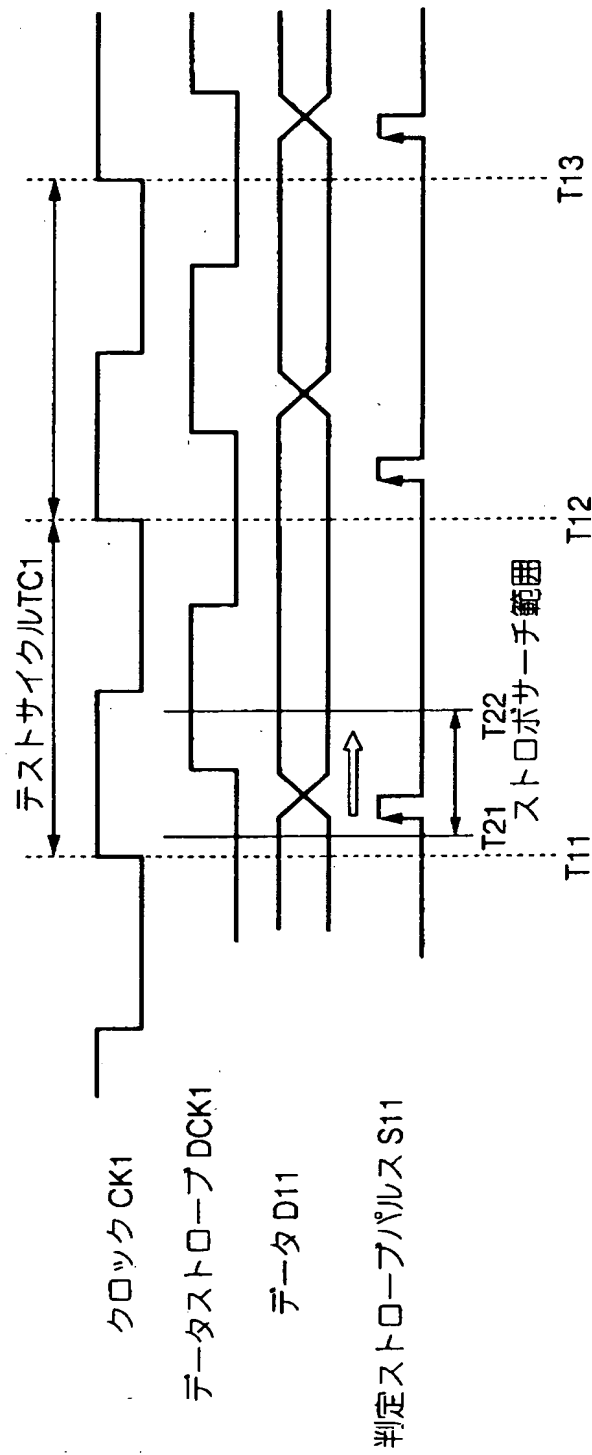 テストサイクルTC1
クロックCK1
データストローブDCK1
データD11
判定ストローブパルスS11
T21
T22
ストロボサーチ範囲
T11
T12
T13